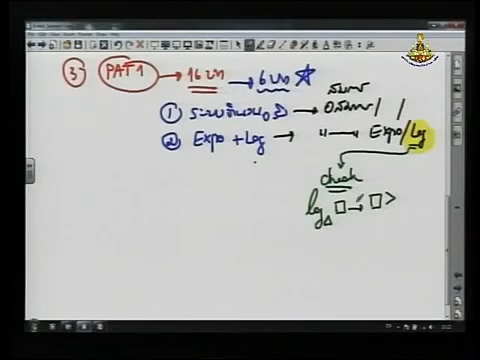 ③ PAT1 → 16 บท → 6 บท ☆
สมการ
① ระบบจำนวนจริง → อสมการ / /
② Expo + Log → " Expo/Log
check
log△ □ → □ >